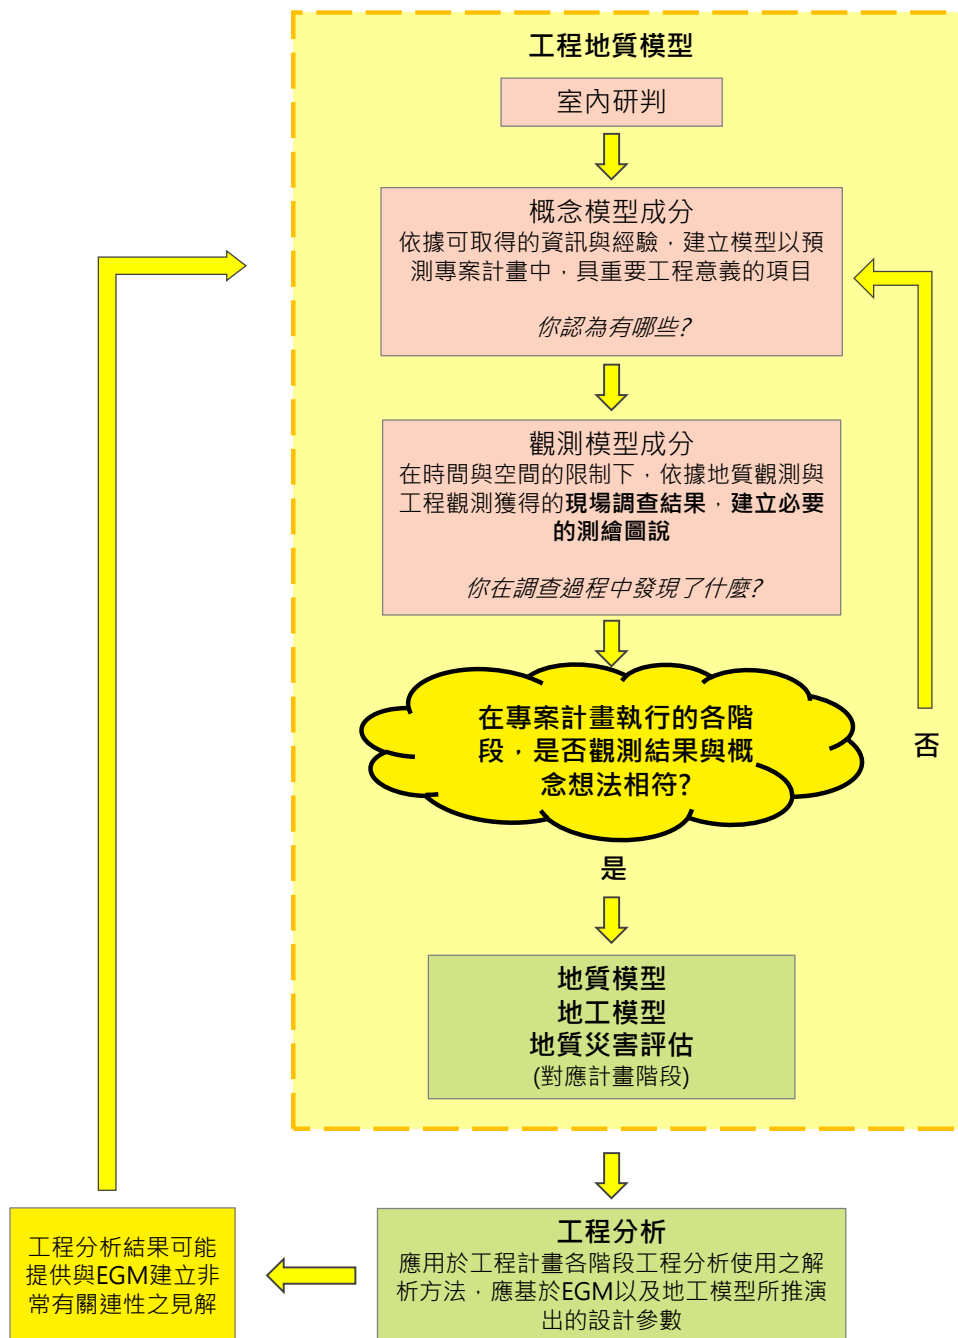 工程地質模型
室內研判
概念模型成分
依據可取得的資訊與經驗，建立模型以預
測專案計畫中，具重要工程意義的項目
你認為有哪些?
觀測模型成分
在時間與空間的限制下，依據地質觀測與
工程觀測獲得的現場調查結果，建立必要
的測繪圖說
你在調查過程中發現了什麼?
在專案計畫執行的各階
段，是否觀測結果與概
念想法相符?
否
是
地質模型
地工模型
地質災害評估
(對應計畫階段)
工程分析
應用於工程計畫各階段工程分析使用之解
析方法，應基於EGM以及地工模型所推演
出的設計參數
工程分析結果可能
提供與EGM建立非
常有關連性之見解